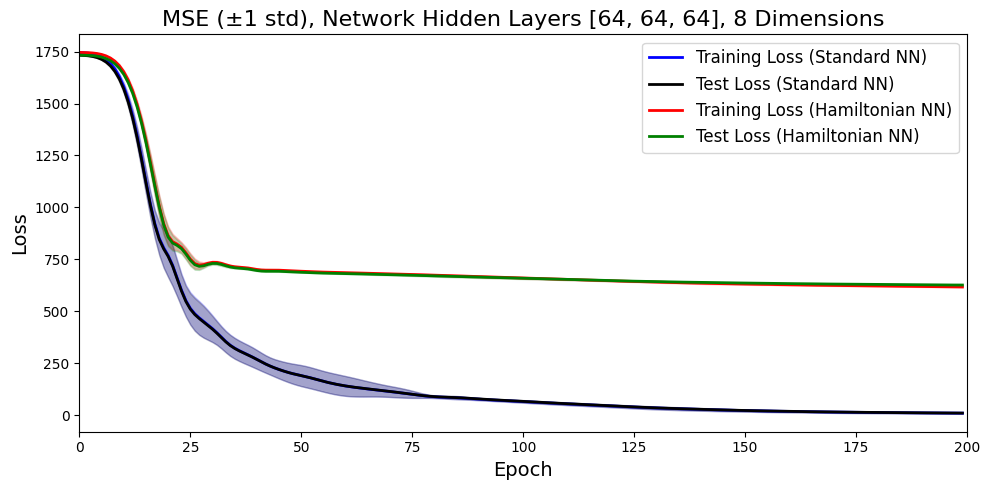 MSE (±1 std), Network Hidden Layers [64, 64, 64], 8 Dimensions
Loss
1750
1500
1250
1000
750
500
250
0
Training Loss (Standard NN)
Test Loss (Standard NN)
Training Loss (Hamiltonian NN)
Test Loss (Hamiltonian NN)
0 25 50 75 100 125 150 175 200
Epoch